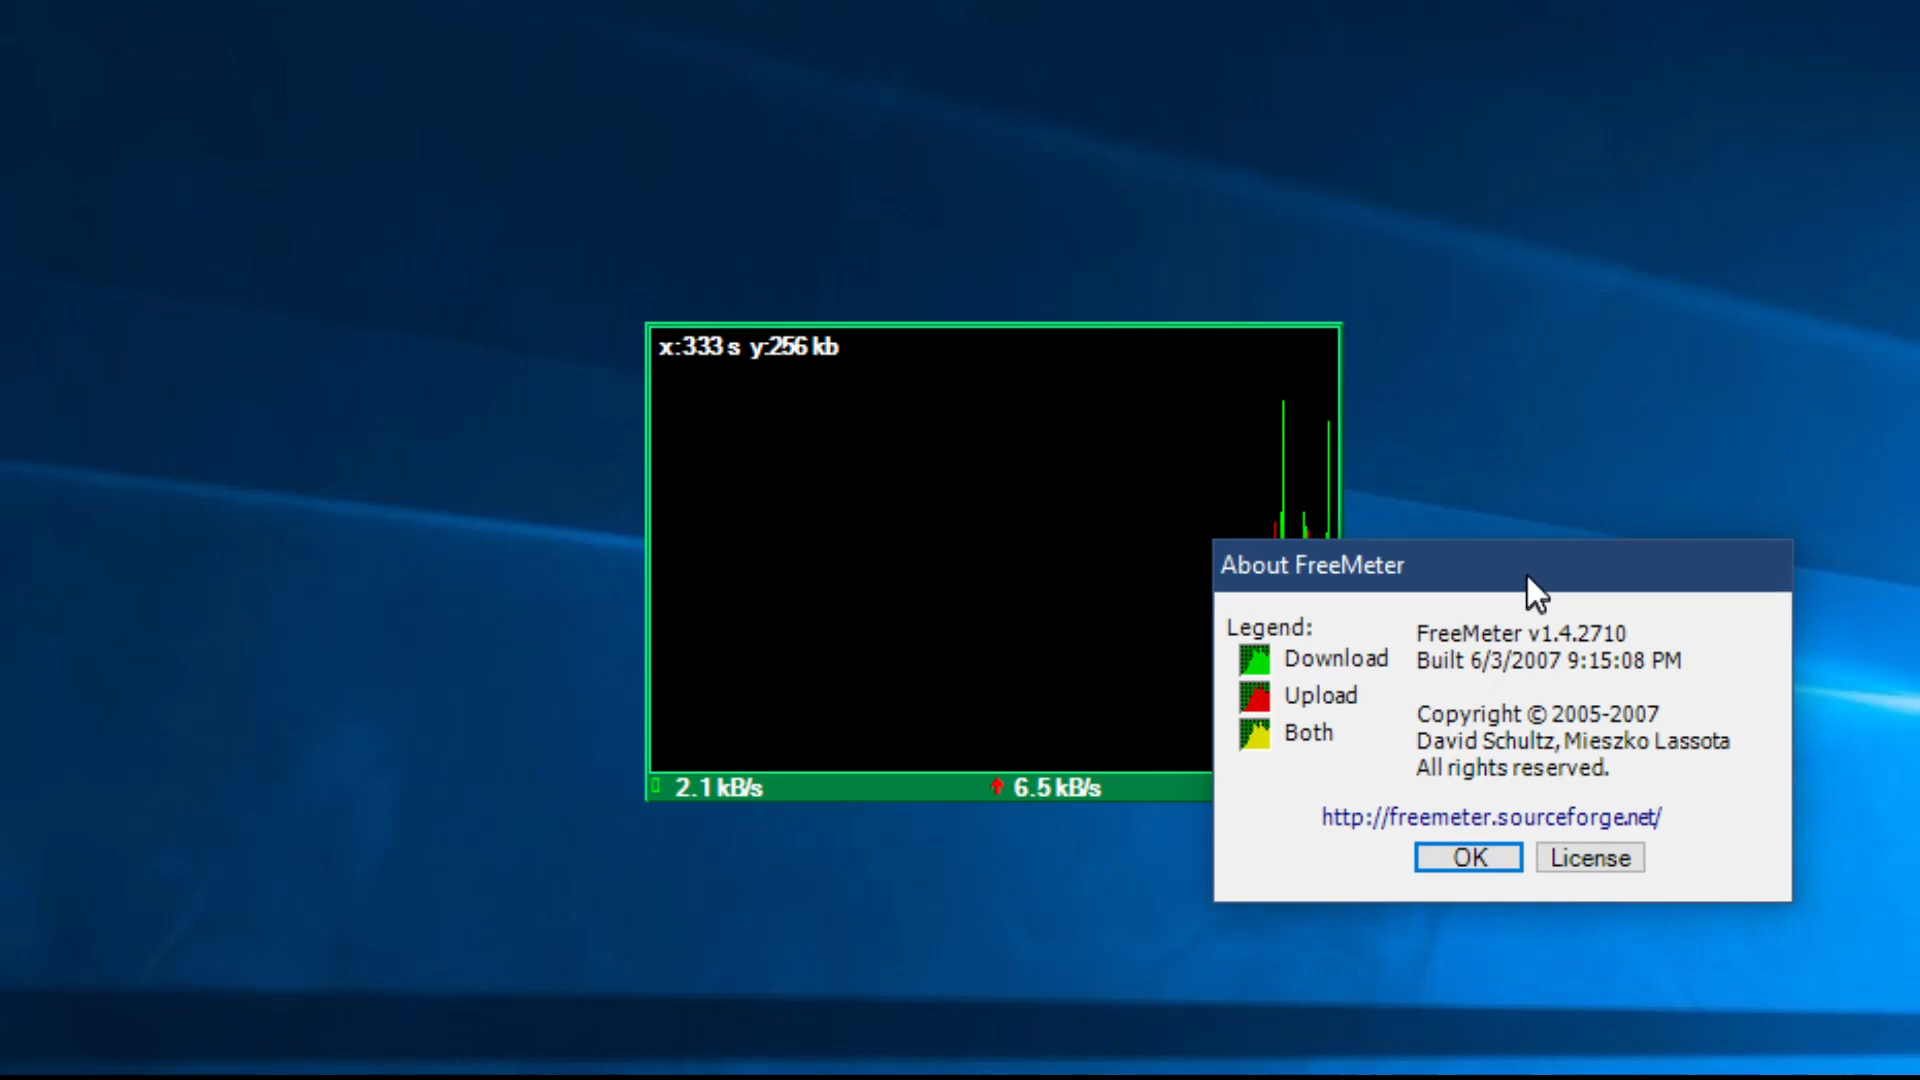 x:333 s y:256 kb
2.1 kB/s
6.5 kB/s
About FreeMeter
Legend:
Download
Upload
Both
FreeMeter v1.4.2710
Built 6/3/2007 9:15:08 PM
Copyright © 2005-2007
David Schultz, Mieszko Lassota
All rights reserved.
http://freemeter.sourceforge.net/
OK
License